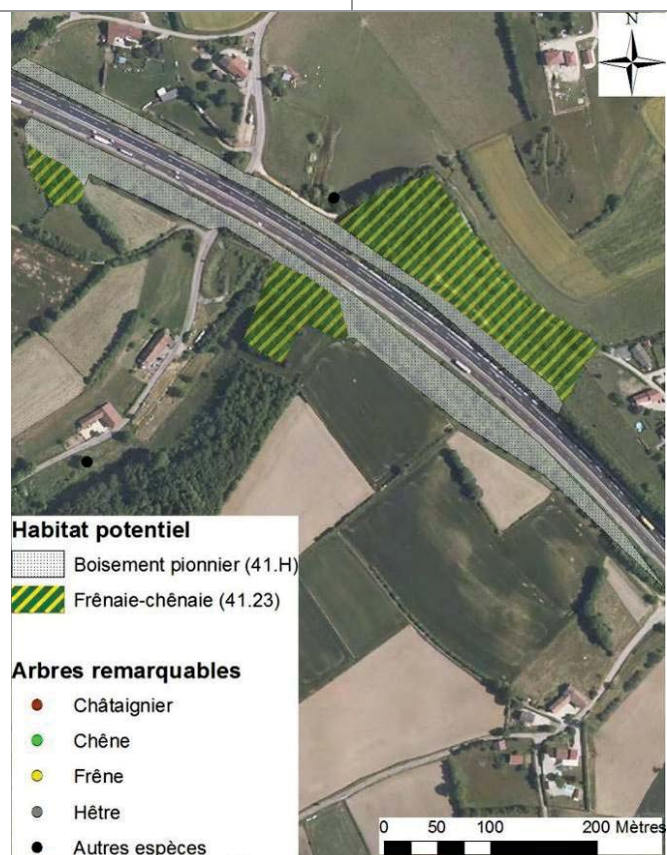 N
Habitat potentiel
Boisement pionnier (41.H)
Frênaie-chênaie (41.23)
Arbres remarquables
Châtaignier
Chêne
Frêne
Hêtre
Autres espèces
0 50 100 200 Mètres